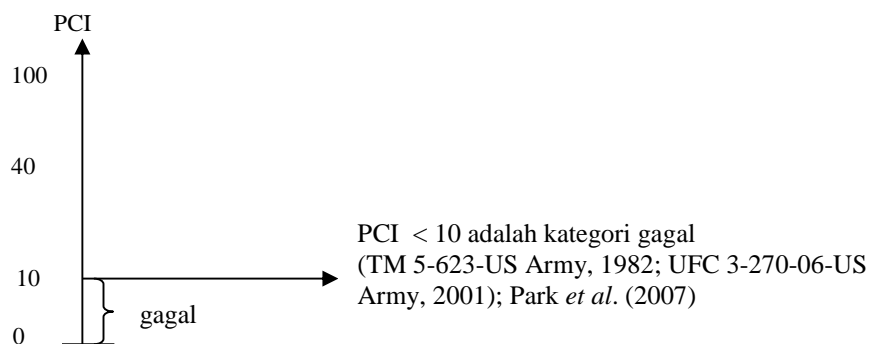 PCI
100
40
PCI < 10 adalah kategori gagal
(TM 5-623-US Army, 1982; UFC 3-270-06-US
Army, 2001); Park et al. (2007)
10
gagal
0